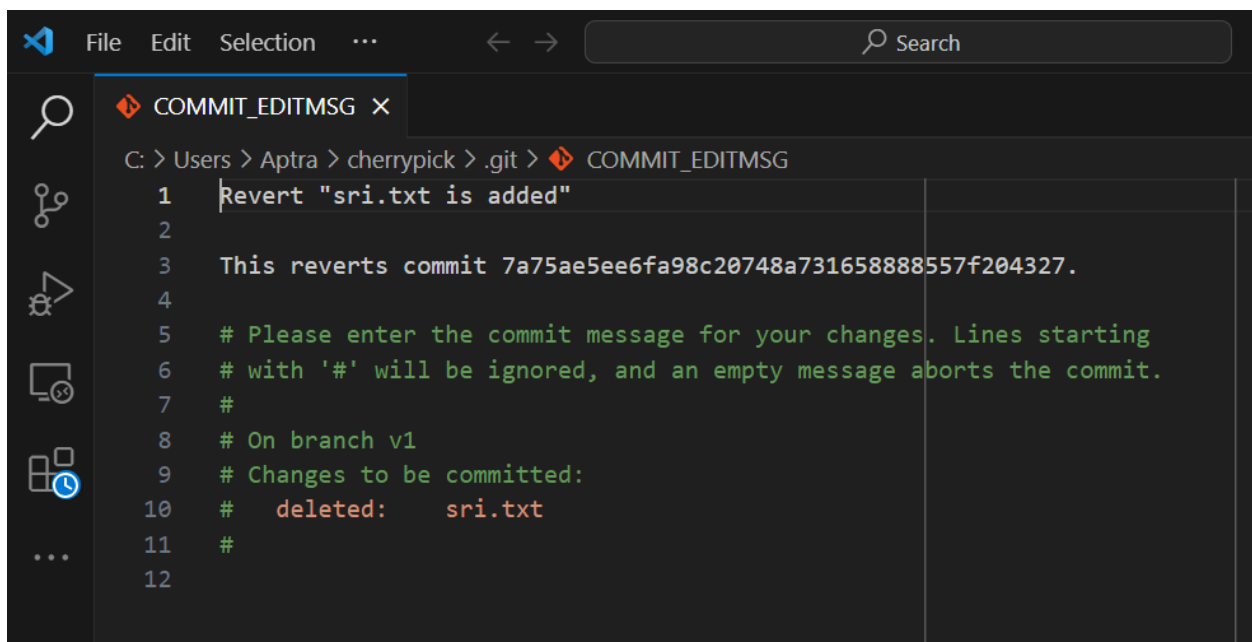 File Edit Selection ··· ← → Search
COMMIT_EDITMSG ×
C: > Users > Aptra > cherrypick > .git > COMMIT_EDITMSG
1 Revert "sri.txt is added"
2
3 This reverts commit 7a75ae5ee6fa98c20748a731658888557f204327.
4
5 # Please enter the commit message for your changes. Lines starting
6 # with '#' will be ignored, and an empty message aborts the commit.
7 #
8 # On branch v1
9 # Changes to be committed:
10 # deleted: sri.txt
11 #
12